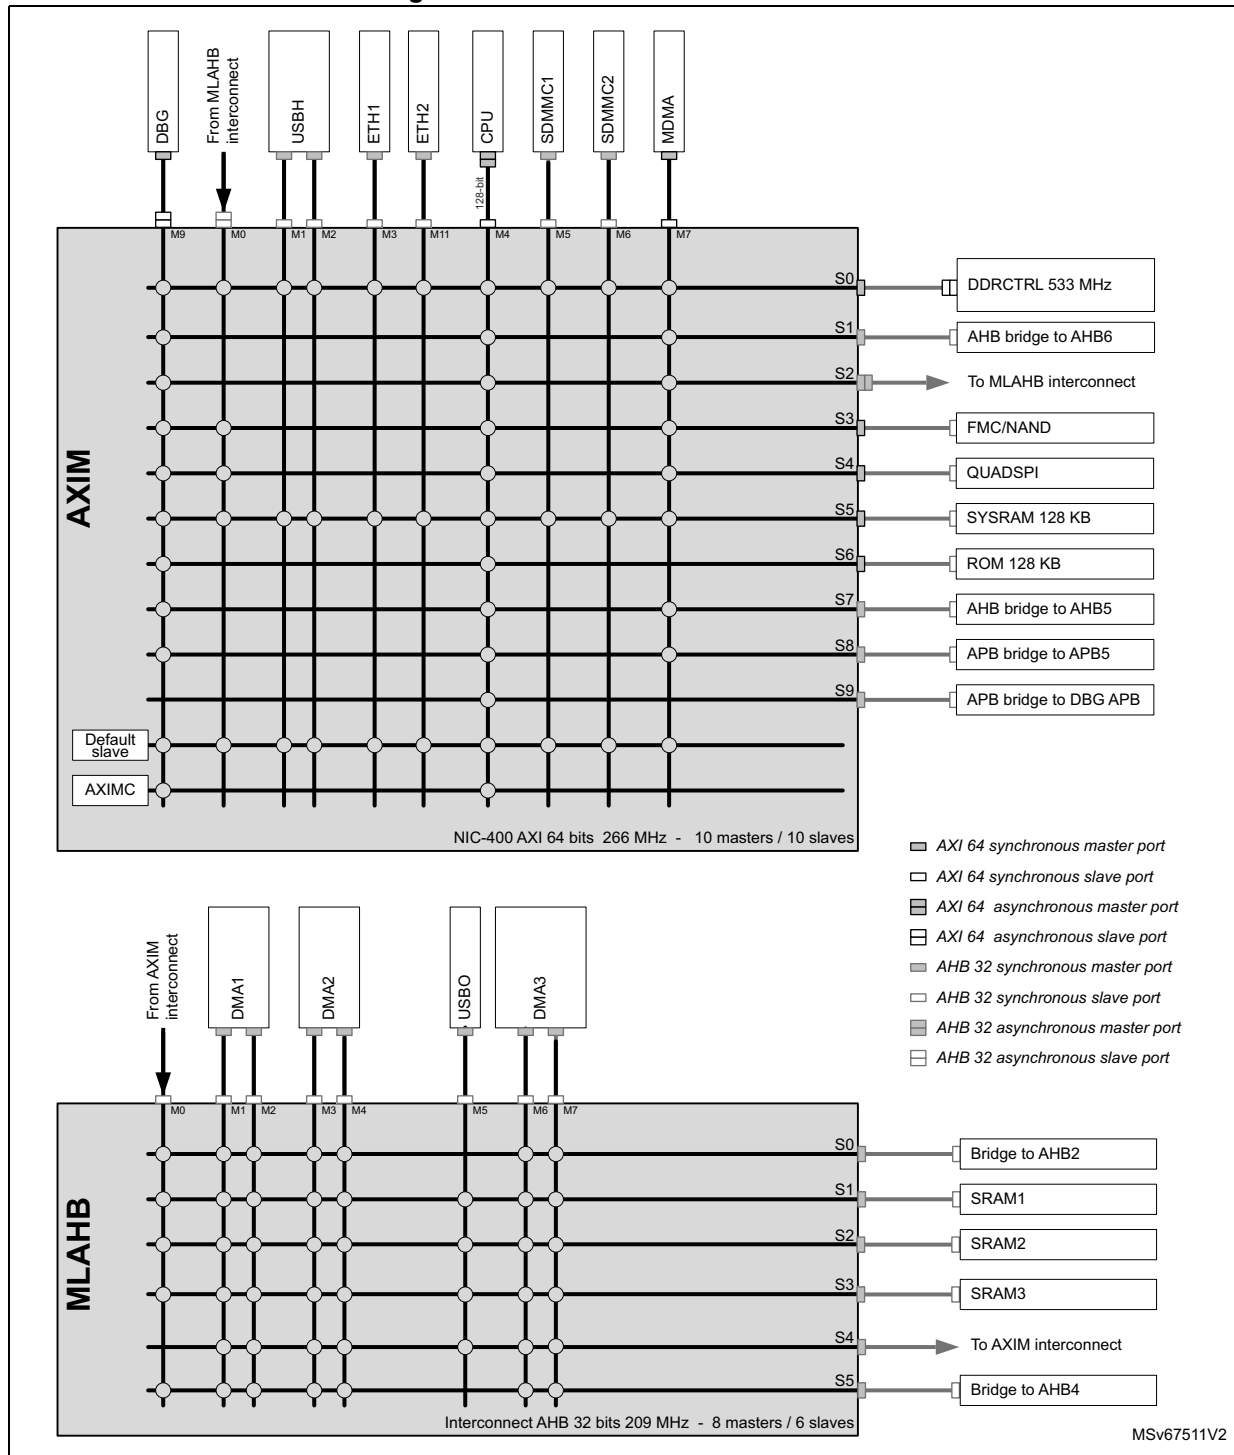 DBG
From MLAHB
interconnect
USBH
ETH1
ETH2
CPU
SDMMC1
SDMMC2
MDMA
128-bit
M9
M0
M1
M2
M3
M11
M4
M5
M6
M7
AXIM
S0
DDRCTRL 533 MHz
S1
AHB bridge to AHB6
S2
To MLAHB interconnect
S3
FMC/NAND
S4
QUADSPI
S5
SYSRAM 128 KB
S6
ROM 128 KB
S7
AHB bridge to AHB5
S8
APB bridge to APB5
S9
APB bridge to DBG APB
Default
slave
AXIMC
NIC-400 AXI 64 bits 266 MHz - 10 masters / 10 slaves
AXI 64 synchronous master port
AXI 64 synchronous slave port
AXI 64 asynchronous master port
AXI 64 asynchronous slave port
AHB 32 synchronous master port
AHB 32 synchronous slave port
AHB 32 asynchronous master port
AHB 32 asynchronous slave port
From AXIM
interconnect
DMA1
DMA2
USBO
DMA3
M0
M1
M2
M3
M4
M5
M6
M7
MLAHB
S0
Bridge to AHB2
S1
SRAM1
S2
SRAM2
S3
SRAM3
S4
To AXIM interconnect
S5
Bridge to AHB4
Interconnect AHB 32 bits 209 MHz - 8 masters / 6 slaves
MSv67511V2